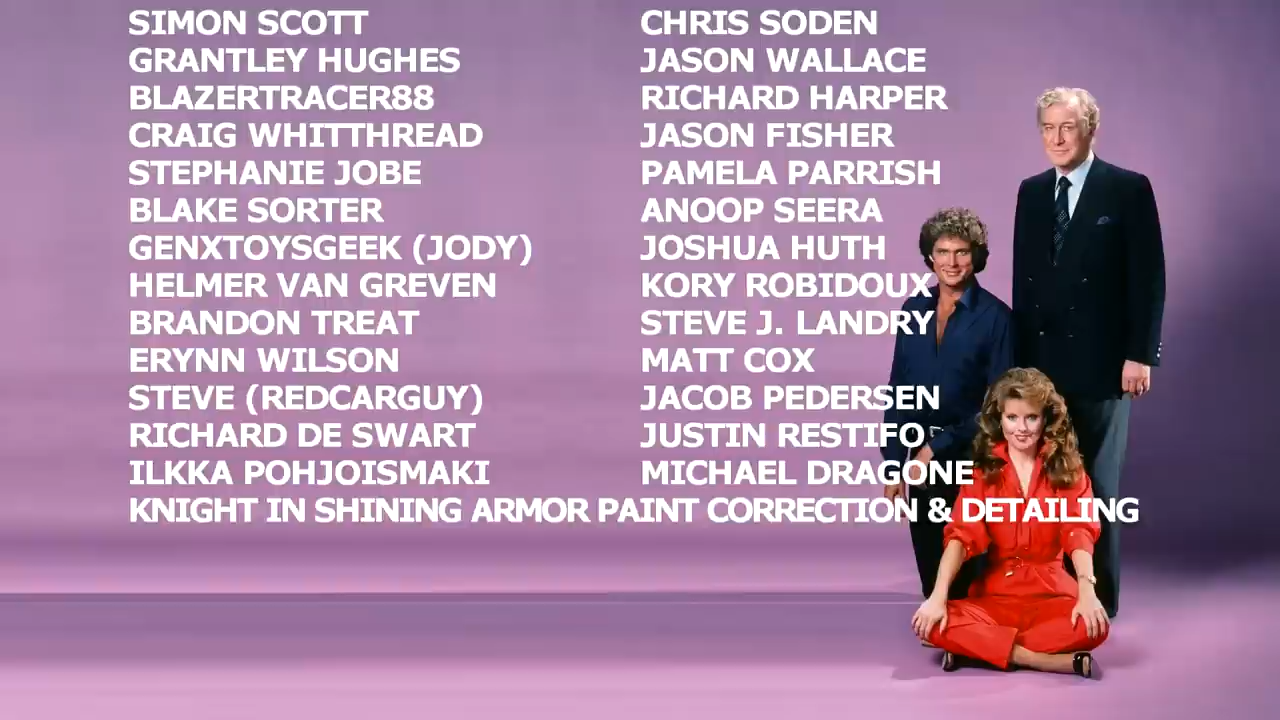 SIMON SCOTT
GRANTLEY HUGHES
BLAZERTRACER88
CRAIG WHITTHREAD
STEPHANIE JOBE
BLAKE SORTER
GENXTOYSGEEK (JODY)
HELMER VAN GREVEN
BRANDON TREAT
ERYNN WILSON
STEVE (REDCARGUY)
RICHARD DE SWART
ILKKA POHJOISMAKI
CHRIS SODEN
JASON WALLACE
RICHARD HARPER
JASON FISHER
PAMELA PARRISH
ANOOP SEERA
JOSHUA HUTH
KORY ROBIDOUX
STEVE J. LANDRY
MATT COX
JACOB PEDERSEN
JUSTIN RESTIFO
MICHAEL DRAGONE
KNIGHT IN SHINING ARMOR PAINT CORRECTION & DETAILING